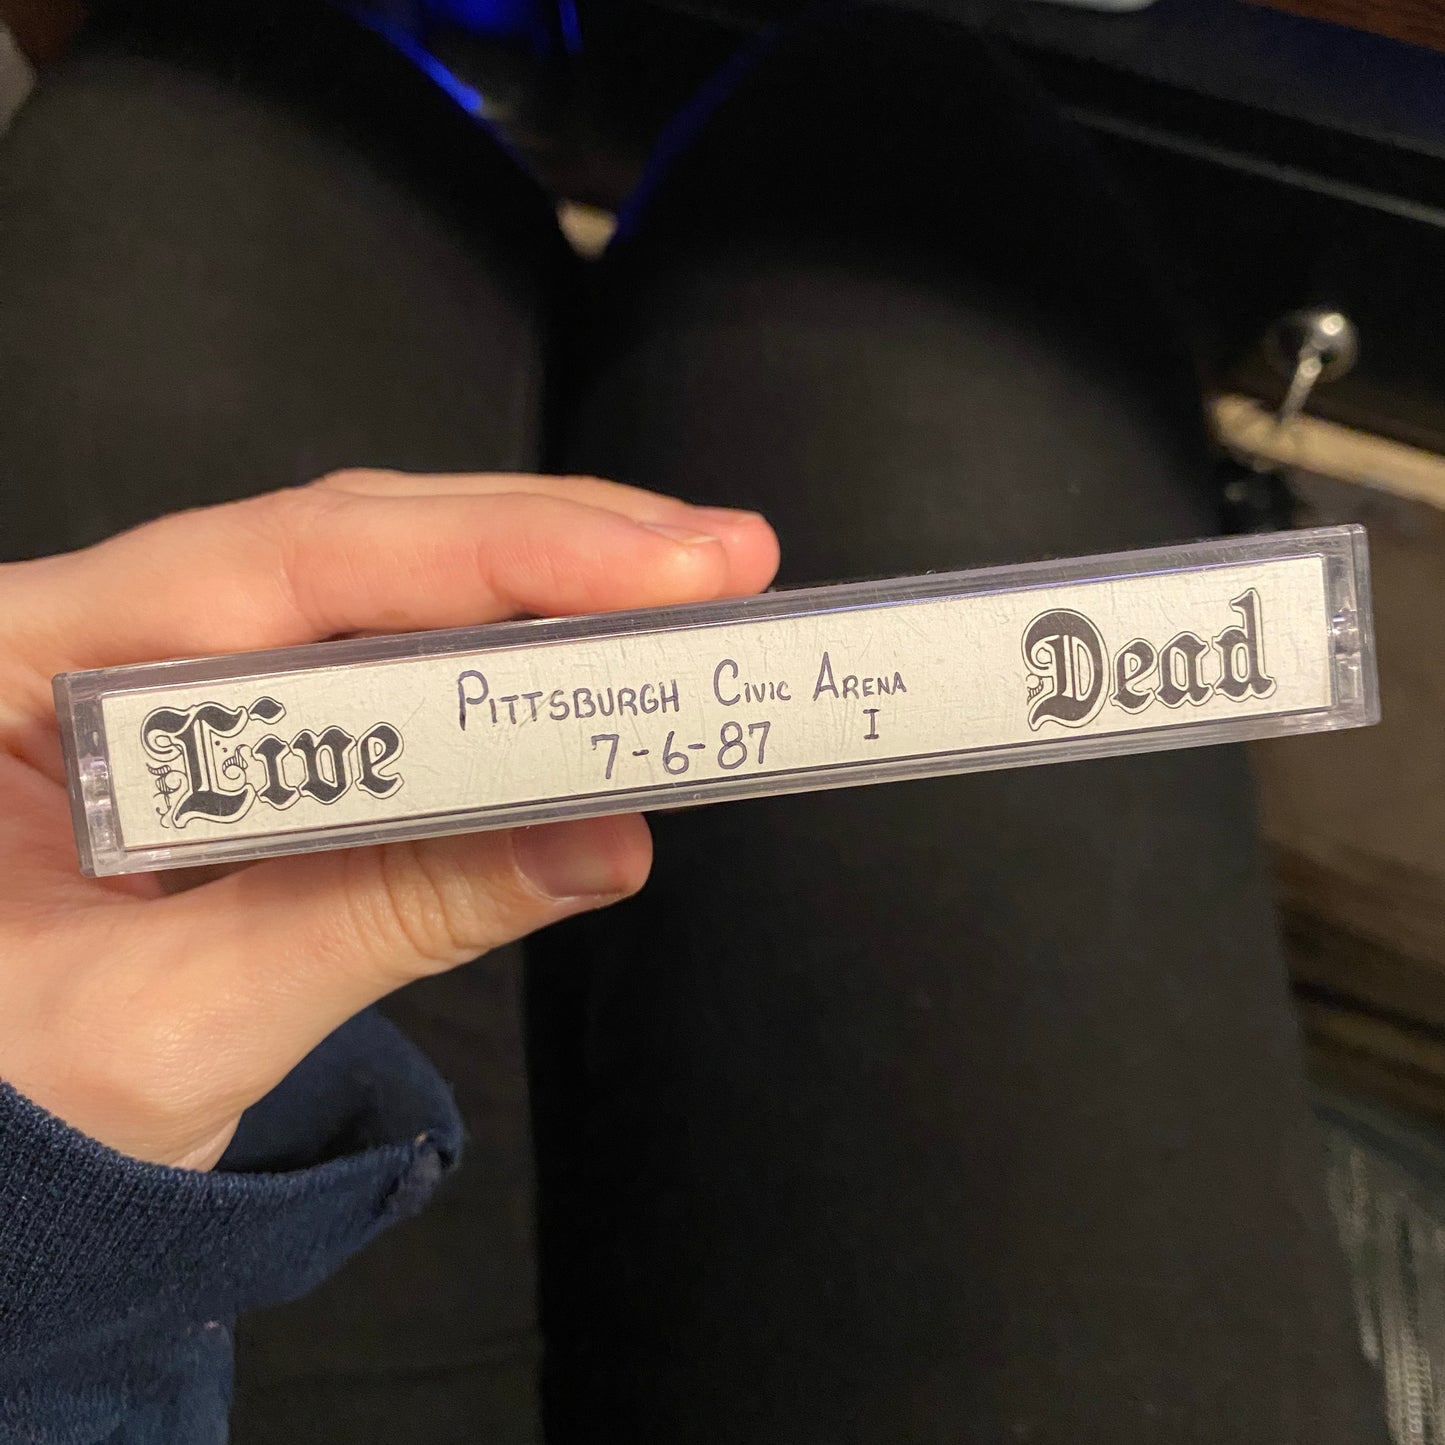 Live
PITTSBURGH CIVIC ARENA
7-6-87 I
Dead